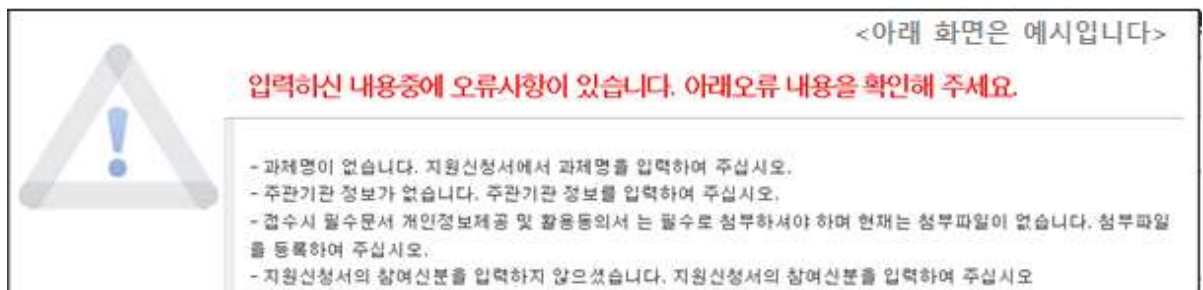 <아래 화면은 예시입니다>
입력하신 내용중에 오류사항이 있습니다. 아래오류 내용을 확인해 주세요.
- 과제명이 없습니다. 지원신청서에서 과제명을 입력하여 주십시오.
- 주관기관 정보가 없습니다. 주관기관 정보를 입력하여 주십시오.
- 접수시 필수문서 개인정보제공 및 활용동의서 는 필수로 첨부하셔야 하며 현재는 첨부파일이 없습니다. 첨부파일
을 등록하여 주십시오.
- 지원신청서의 참여신분을 입력하지 않으셨습니다. 지원신청서의 참여신분을 입력하여 주십시오